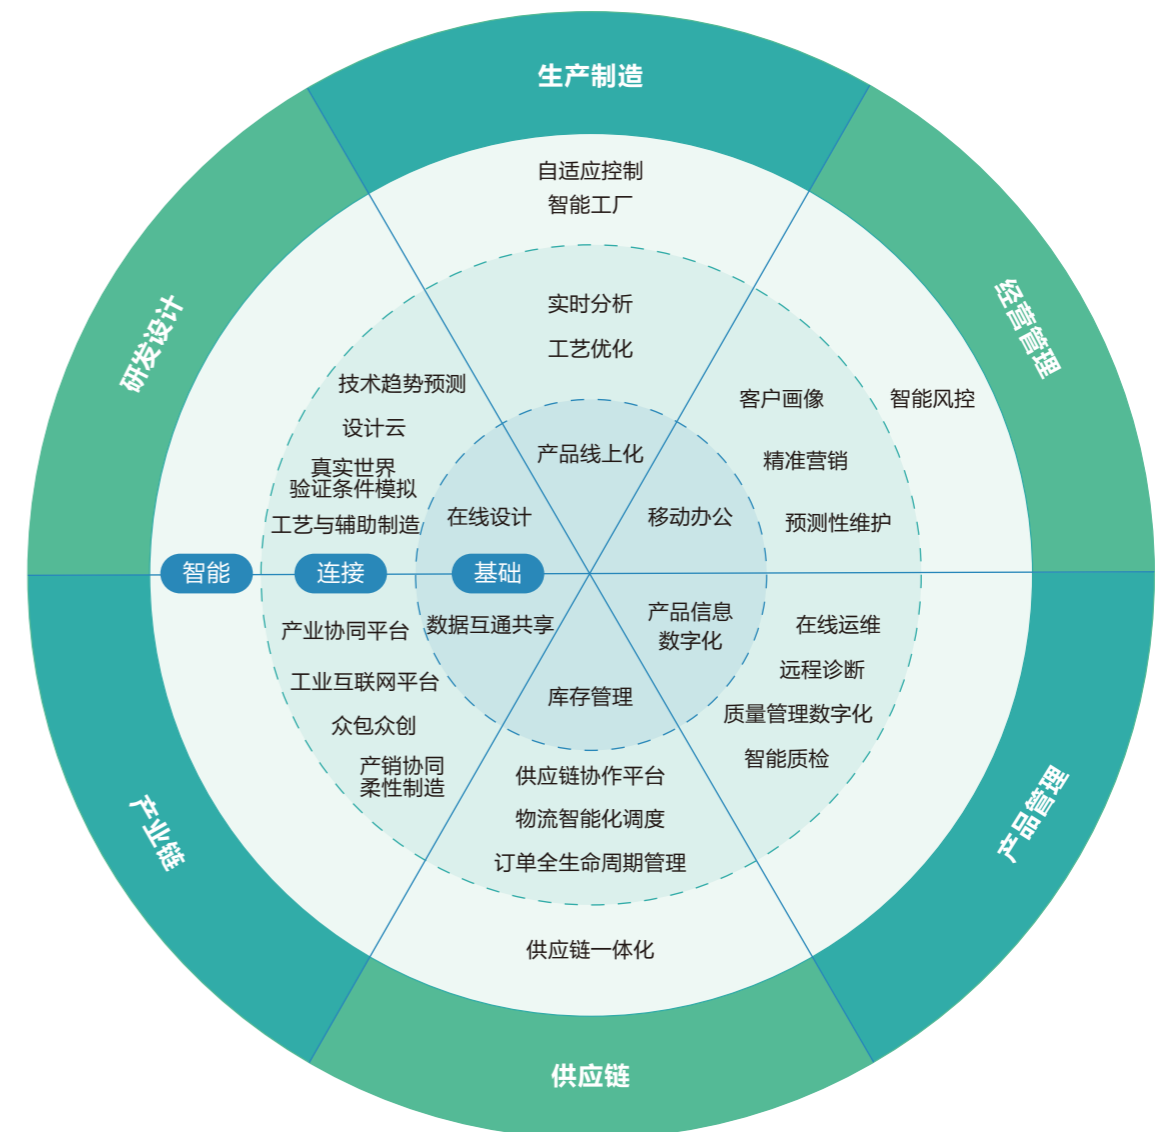 生产制造
自适应控制
智能工厂
实时分析
工艺优化
产品线上化
经营管理
智能风控
客户画像
精准营销
预测性维护
移动办公
研发设计
技术趋势预测
设计云
真实世界
验证条件模拟
工艺与辅助制造
在线设计
智能
连接
基础
产业链
产业协同平台
工业互联网平台
众包众创
产销协同
柔性制造
数据互通共享
产品管理
产品信息
数字化
在线运维
远程诊断
质量管理数字化
智能质检
库存管理
供应链协作平台
物流智能化调度
订单全生命周期管理
供应链一体化
供应链